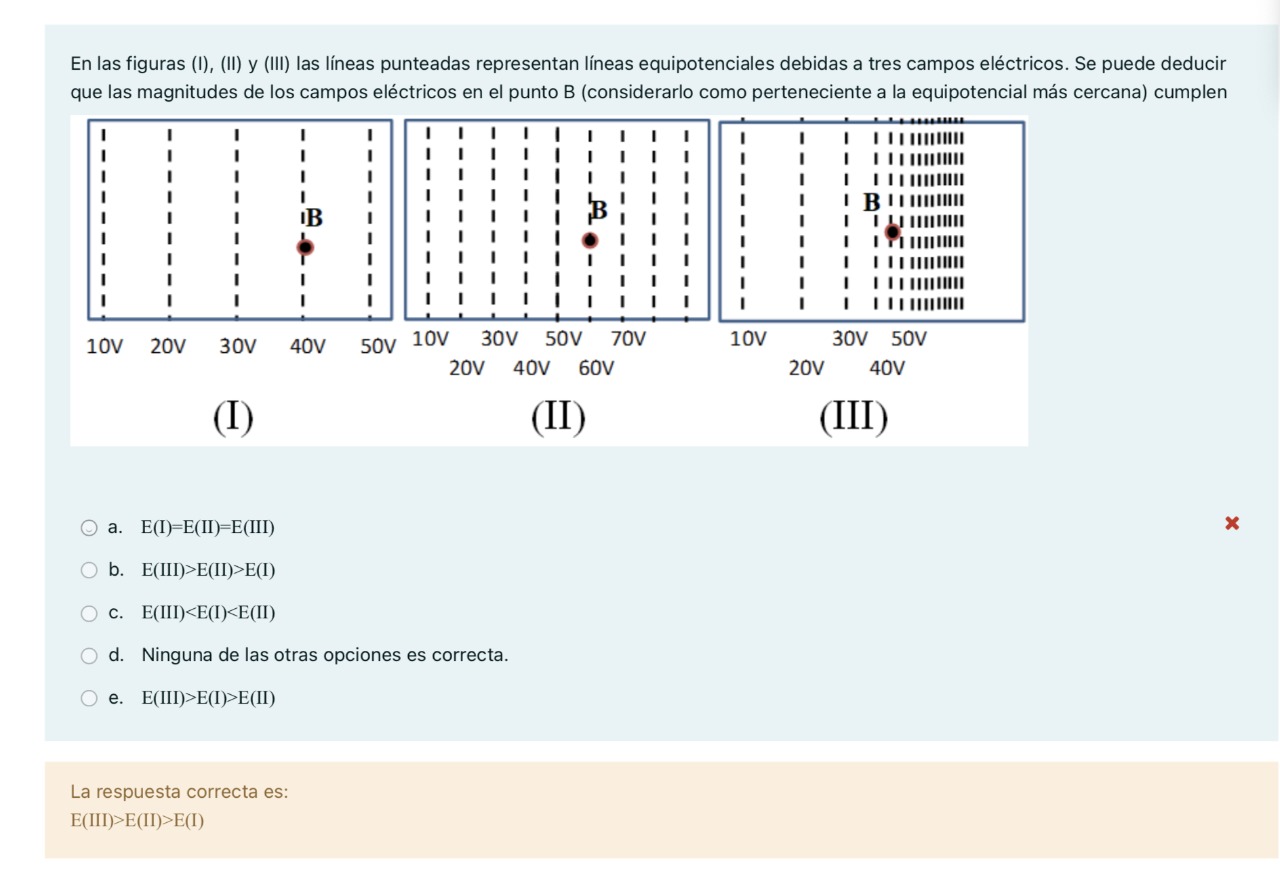 En las figuras (I), (II) y (III) las líneas punteadas representan líneas equipotenciales debidas a tres campos eléctricos. Se puede deducir
que las magnitudes de los campos eléctricos en el punto B (considerarlo como perteneciente a la equipotencial más cercana) cumplen
B
B
B
10V 20V 30V 40V 50V
10V 30V 50V 70V
20V 40V 60V
10V 30V 50V
20V 40V
(I)
(II)
(III)
a. E(I)=E(II)=E(III)
b. E(III)>E(II)>E(I)
c. E(III)<E(I)<E(II)
d. Ninguna de las otras opciones es correcta.
e. E(III)>E(I)>E(II)
La respuesta correcta es:
E(III)>E(II)>E(I)